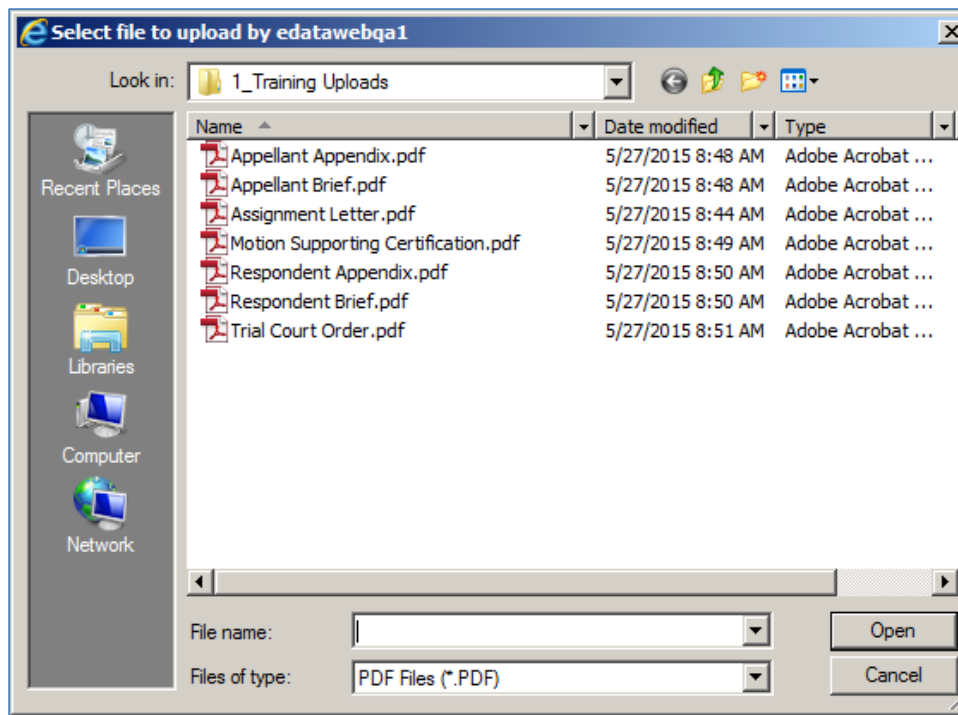 Select file to upload by edatawebqa1
Look in: 1_Training Uploads
Name Date modified Type
Appellant Appendix.pdf 5/27/2015 8:48 AM Adobe Acrobat ...
Appellant Brief.pdf 5/27/2015 8:48 AM Adobe Acrobat ...
Assignment Letter.pdf 5/27/2015 8:44 AM Adobe Acrobat ...
Motion Supporting Certification.pdf 5/27/2015 8:49 AM Adobe Acrobat ...
Respondent Appendix.pdf 5/27/2015 8:50 AM Adobe Acrobat ...
Respondent Brief.pdf 5/27/2015 8:50 AM Adobe Acrobat ...
Trial Court Order.pdf 5/27/2015 8:51 AM Adobe Acrobat ...
Recent Places
Desktop
Libraries
Computer
Network
File name: Open
Files of type: PDF Files (*.PDF) Cancel